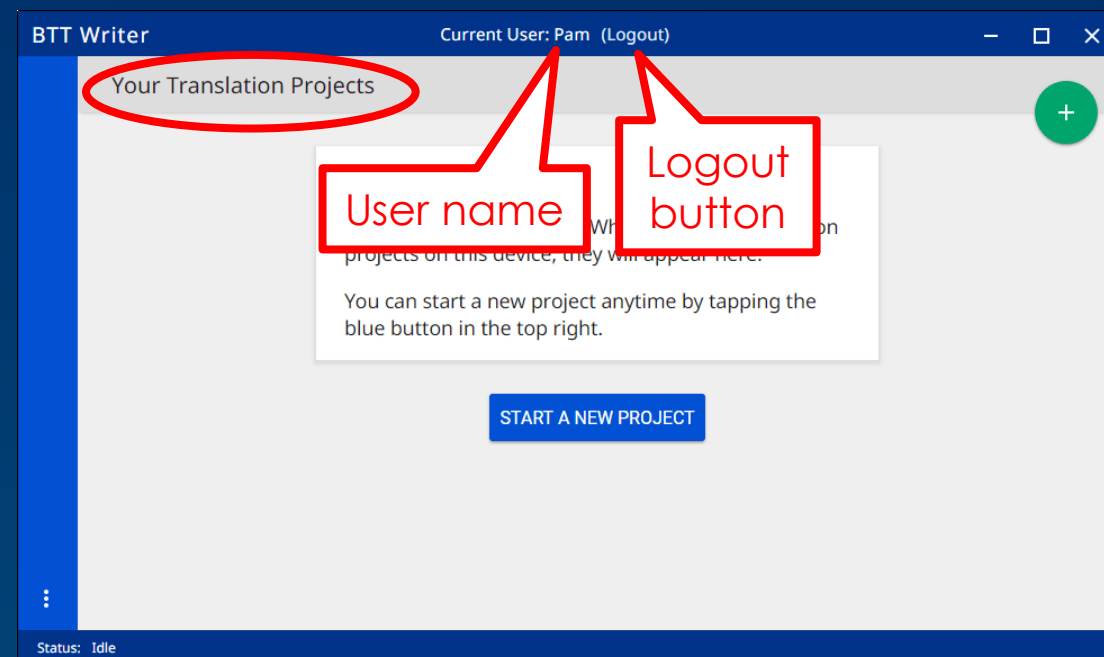 BTT Writer
Current User: Pam (Logout)
Your Translation Projects
+
User name
Logout
button
projects on this device, they will appear here.
You can start a new project anytime by tapping the
blue button in the top right.
START A NEW PROJECT
Status: Idle